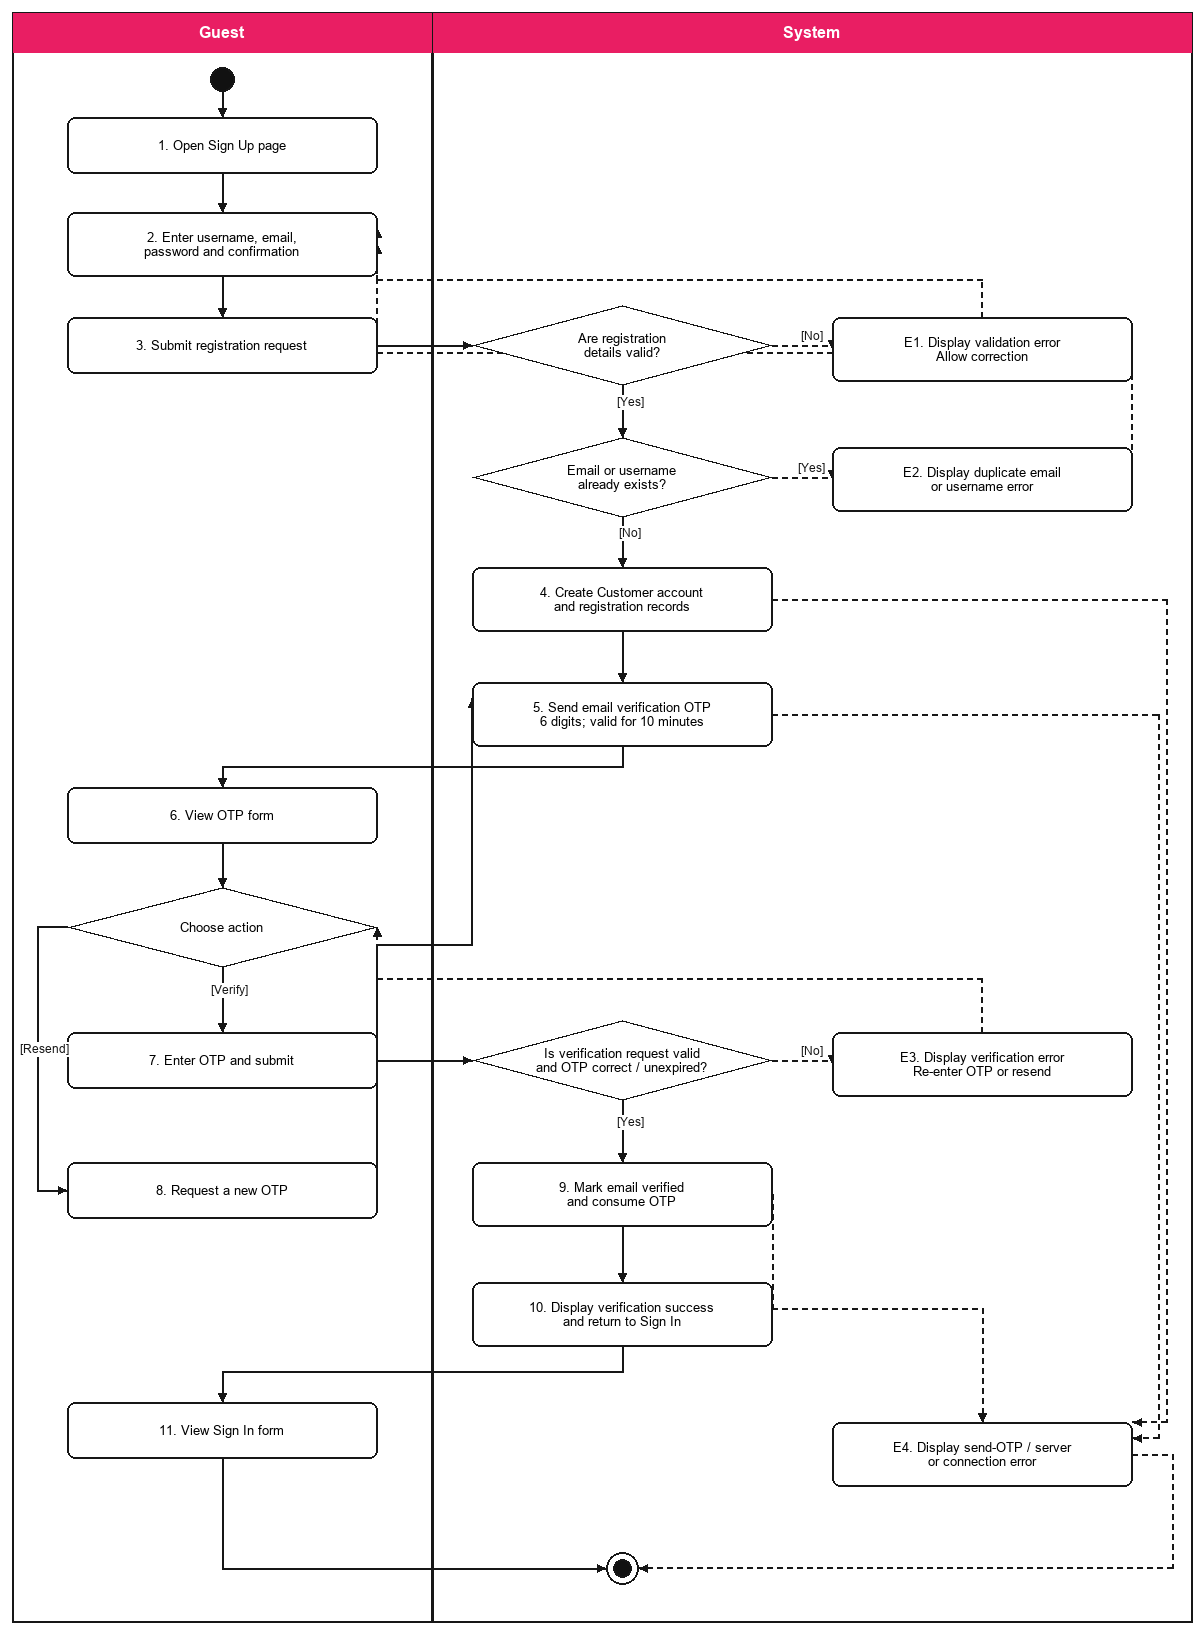 Guest
System
1. Open Sign Up page
2. Enter username, email,
password and confirmation
3. Submit registration request
Are registration
details valid?
[No]
E1. Display validation error
Allow correction
[Yes]
Email or username
already exists?
[Yes]
E2. Display duplicate email
or username error
[No]
4. Create Customer account
and registration records
5. Send email verification OTP
6 digits; valid for 10 minutes
6. View OTP form
Choose action
[Verify]
[Resend]
7. Enter OTP and submit
Is verification request valid
and OTP correct / unexpired?
[No]
E3. Display verification error
Re-enter OTP or resend
[Yes]
8. Request a new OTP
9. Mark email verified
and consume OTP
10. Display verification success
and return to Sign In
11. View Sign In form
E4. Display send-OTP / server
or connection error